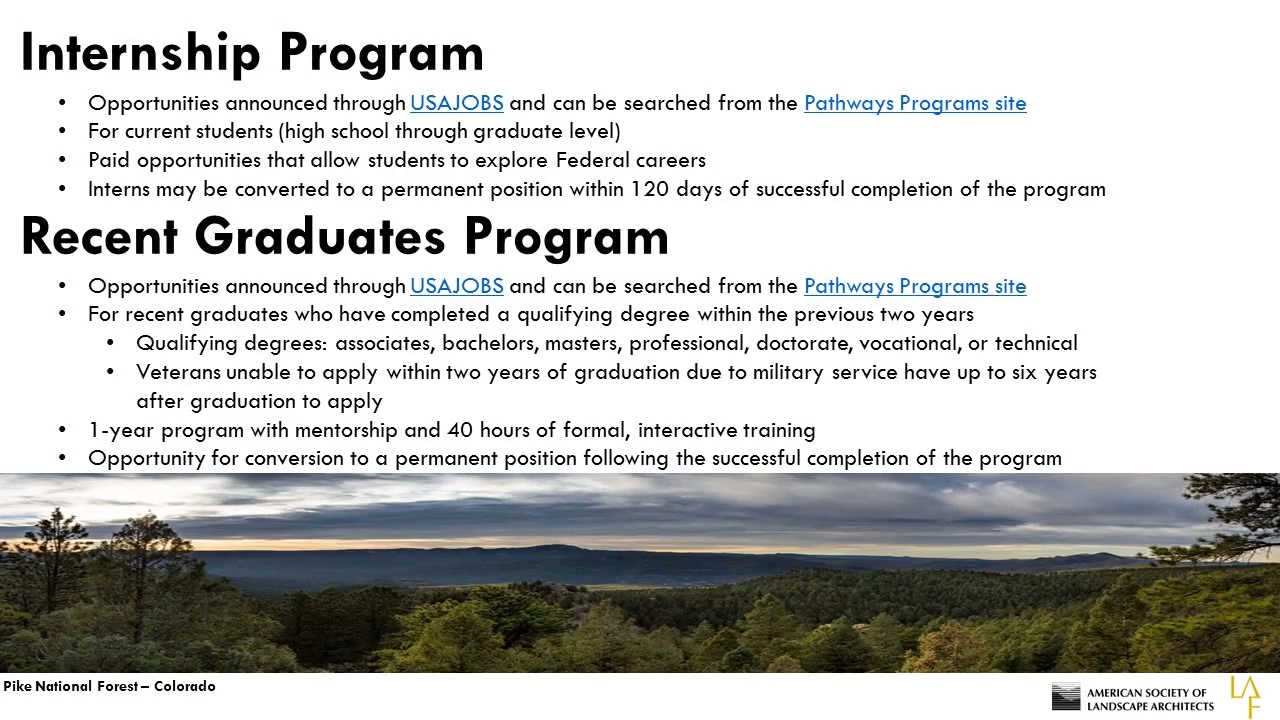 Internship Program
• Opportunities announced through USAJOBS and can be searched from the Pathways Programs site
• For current students (high school through graduate level)
• Paid opportunities that allow students to explore Federal careers
• Interns may be converted to a permanent position within 120 days of successful completion of the program
Recent Graduates Program
• Opportunities announced through USAJOBS and can be searched from the Pathways Programs site
• For recent graduates who have completed a qualifying degree within the previous two years
• Qualifying degrees: associates, bachelors, masters, professional, doctorate, vocational, or technical
• Veterans unable to apply within two years of graduation due to military service have up to six years
after graduation to apply
• 1-year program with mentorship and 40 hours of formal, interactive training
• Opportunity for conversion to a permanent position following the successful completion of the program
Pike National Forest – Colorado
AMERICAN SOCIETY OF
LANDSCAPE ARCHITECTS
LAF